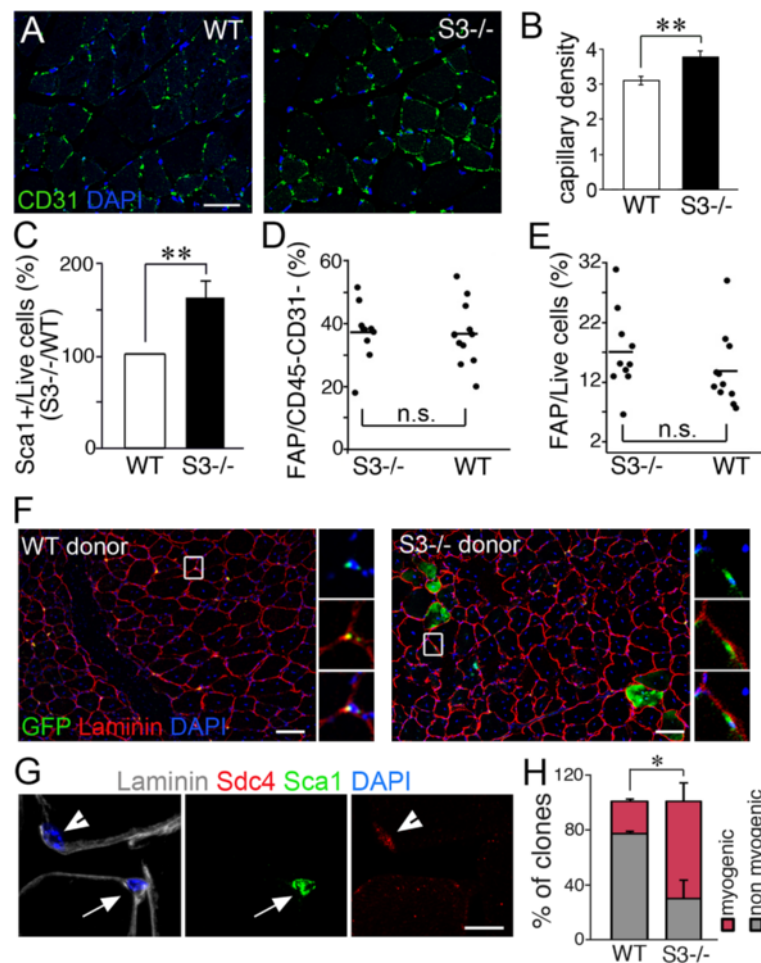 A
WT
S3-/-
CD31 DAPI
B
**
capillary density
4
3
2
1
0
WT
S3-/-
C
**
Sca1+/Live cells (%)
(S3-/-/WT)
200
100
0
WT
S3-/-
D
FAP/CD45-CD31- (%)
60
40
20
0
n.s.
S3-/-
WT
E
FAP/Live cells (%)
32
22
12
2
n.s.
S3-/-
WT
F
WT donor
S3-/- donor
GFP Laminin DAPI
G
Laminin Sdc4 Sca1 DAPI
H
*
% of clones
120
80
40
0
WT
S3-/-
myogenic
non myogenic